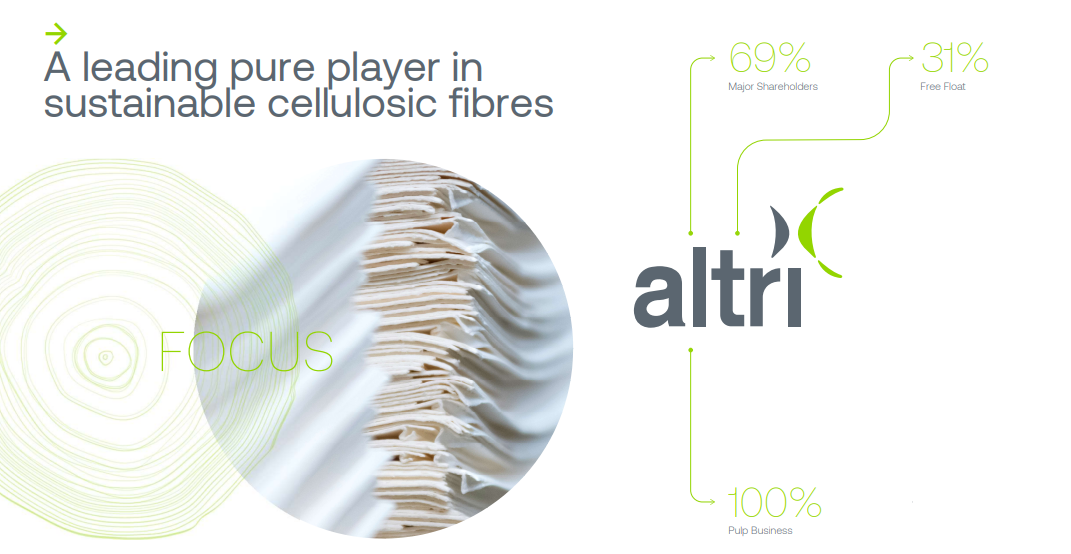 A leading pure player in
sustainable cellulosic fibres
FOCUS
69%
Major Shareholders
31%
Free Float
altri
100%
Pulp Business